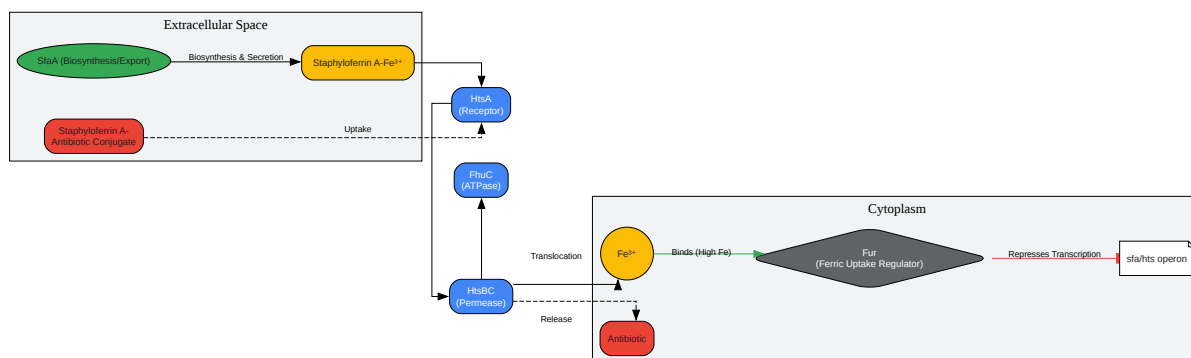 Extracellular Space
SfaA (Biosynthesis/Export)
Biosynthesis & Secretion
Staphyloferrin A-Fe³⁺
HtsA
(Receptor)
Staphyloferrin A-
Antibiotic Conjugate
Uptake
FhuC
(ATPase)
Cytoplasm
Translocation
Fe³⁺
Binds (High Fe)
Fur
(Ferric Uptake Regulator)
Represses Transcription
sfa/hts operon
HtsBC
(Permease)
Release
Antibiotic